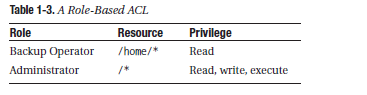 Table 1-3. A Role-Based ACL
Role Resource Privilege
Backup Operator /home/* Read
Administrator /* Read, write, execute